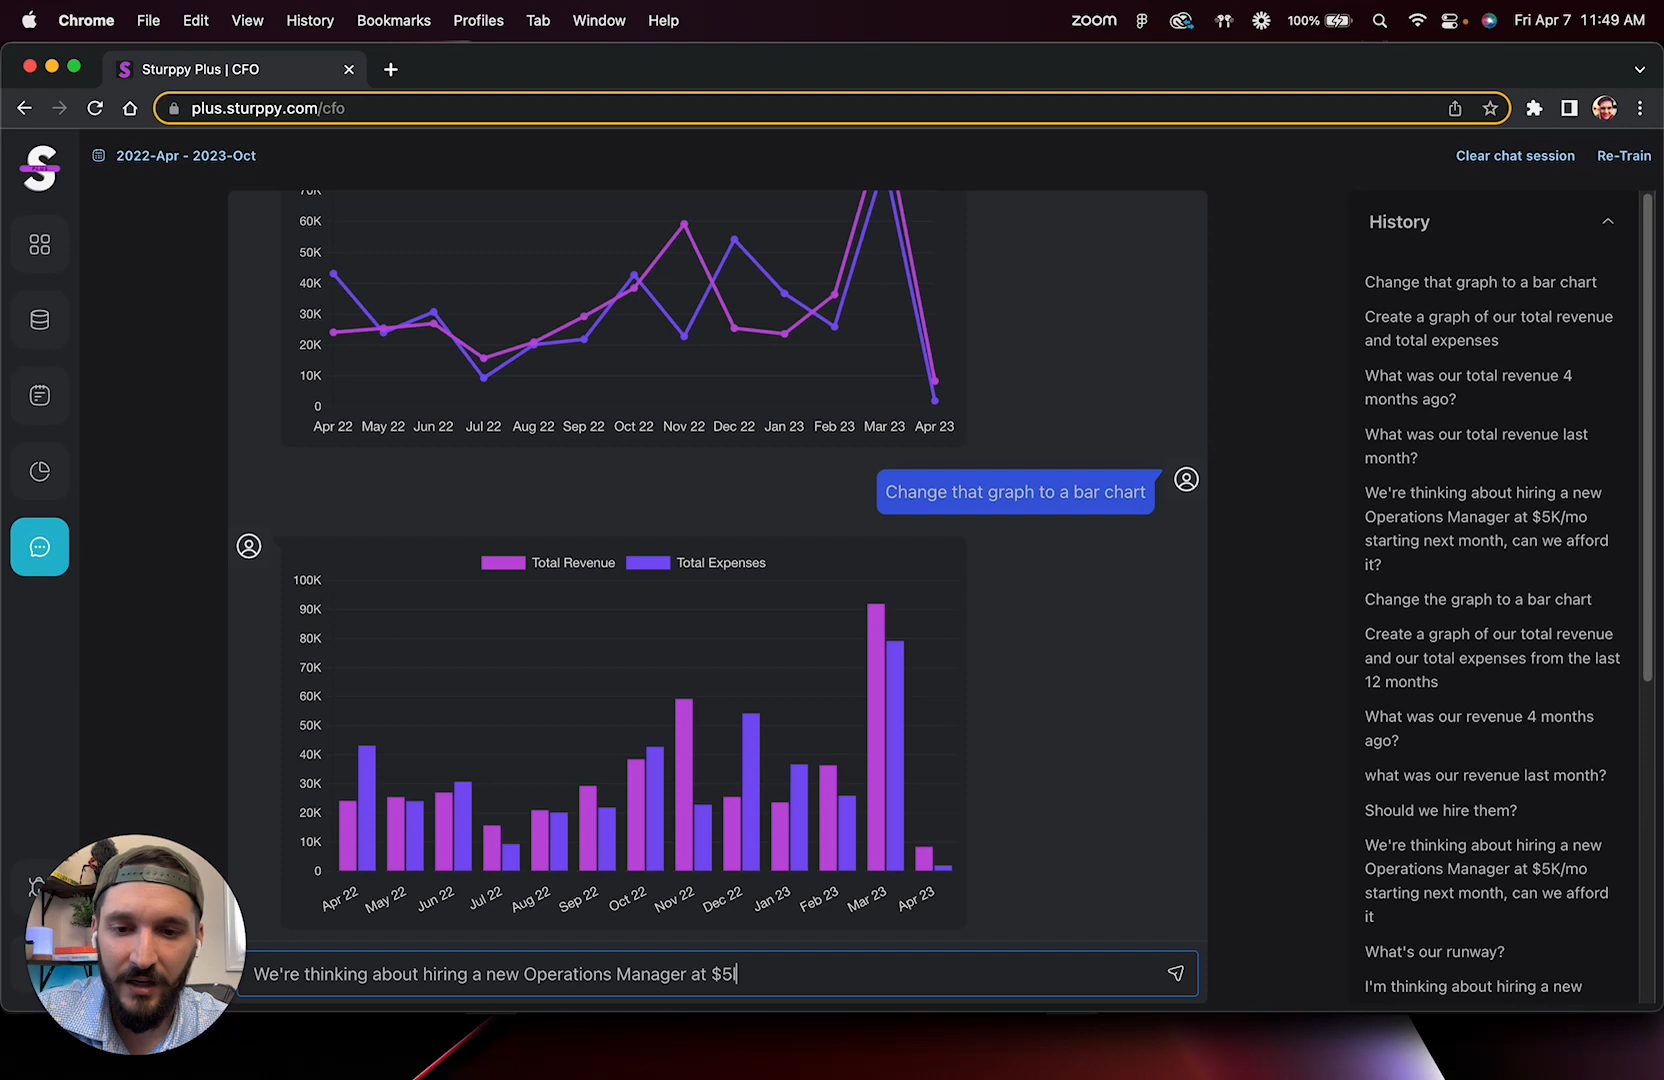 Chrome File Edit View History Bookmarks Profiles Tab Window Help zoom 100% Fri Apr 7 11:49 AM
Sturppy Plus | CFO
plus.sturppy.com/cfo
2022-Apr - 2023-Oct Clear chat session Re-Train
70K
60K
50K
40K
30K
20K
10K
0
Apr 22 May 22 Jun 22 Jul 22 Aug 22 Sep 22 Oct 22 Nov 22 Dec 22 Jan 23 Feb 23 Mar 23 Apr 23
Change that graph to a bar chart
Total Revenue Total Expenses
100K
90K
80K
70K
60K
50K
40K
30K
20K
10K
0
Apr 22 May 22 Jun 22 Jul 22 Aug 22 Sep 22 Oct 22 Nov 22 Dec 22 Jan 23 Feb 23 Mar 23 Apr 23
We're thinking about hiring a new Operations Manager at $5
History
Change that graph to a bar chart
Create a graph of our total revenue
and total expenses
What was our total revenue 4
months ago?
What was our total revenue last
month?
We're thinking about hiring a new
Operations Manager at $5K/mo
starting next month, can we afford
it?
Change the graph to a bar chart
Create a graph of our total revenue
and our total expenses from the last
12 months
What was our revenue 4 months
ago?
what was our revenue last month?
Should we hire them?
We're thinking about hiring a new
Operations Manager at $5K/mo
starting next month, can we afford
it
What's our runway?
I'm thinking about hiring a new